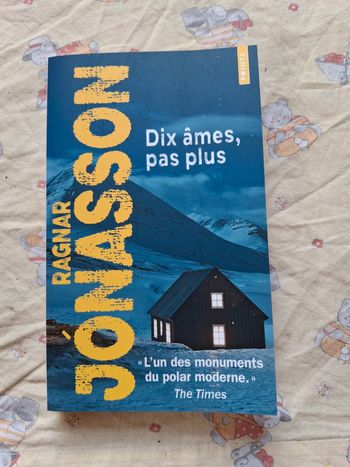 POINTS
RAGNAR
JÓNASSON
Dix âmes,
pas plus
« L'un des monuments
du polar moderne. »
The Times